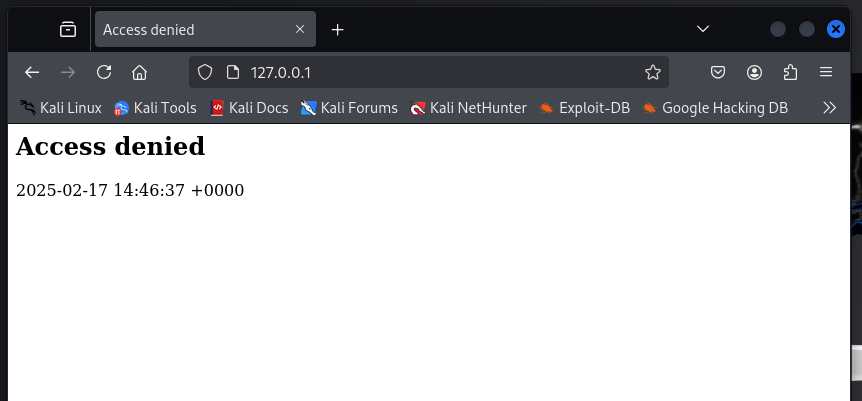 Access denied
127.0.0.1
Kali Linux Kali Tools Kali Docs Kali Forums Kali NetHunter Exploit-DB Google Hacking DB
Access denied
2025-02-17 14:46:37 +0000